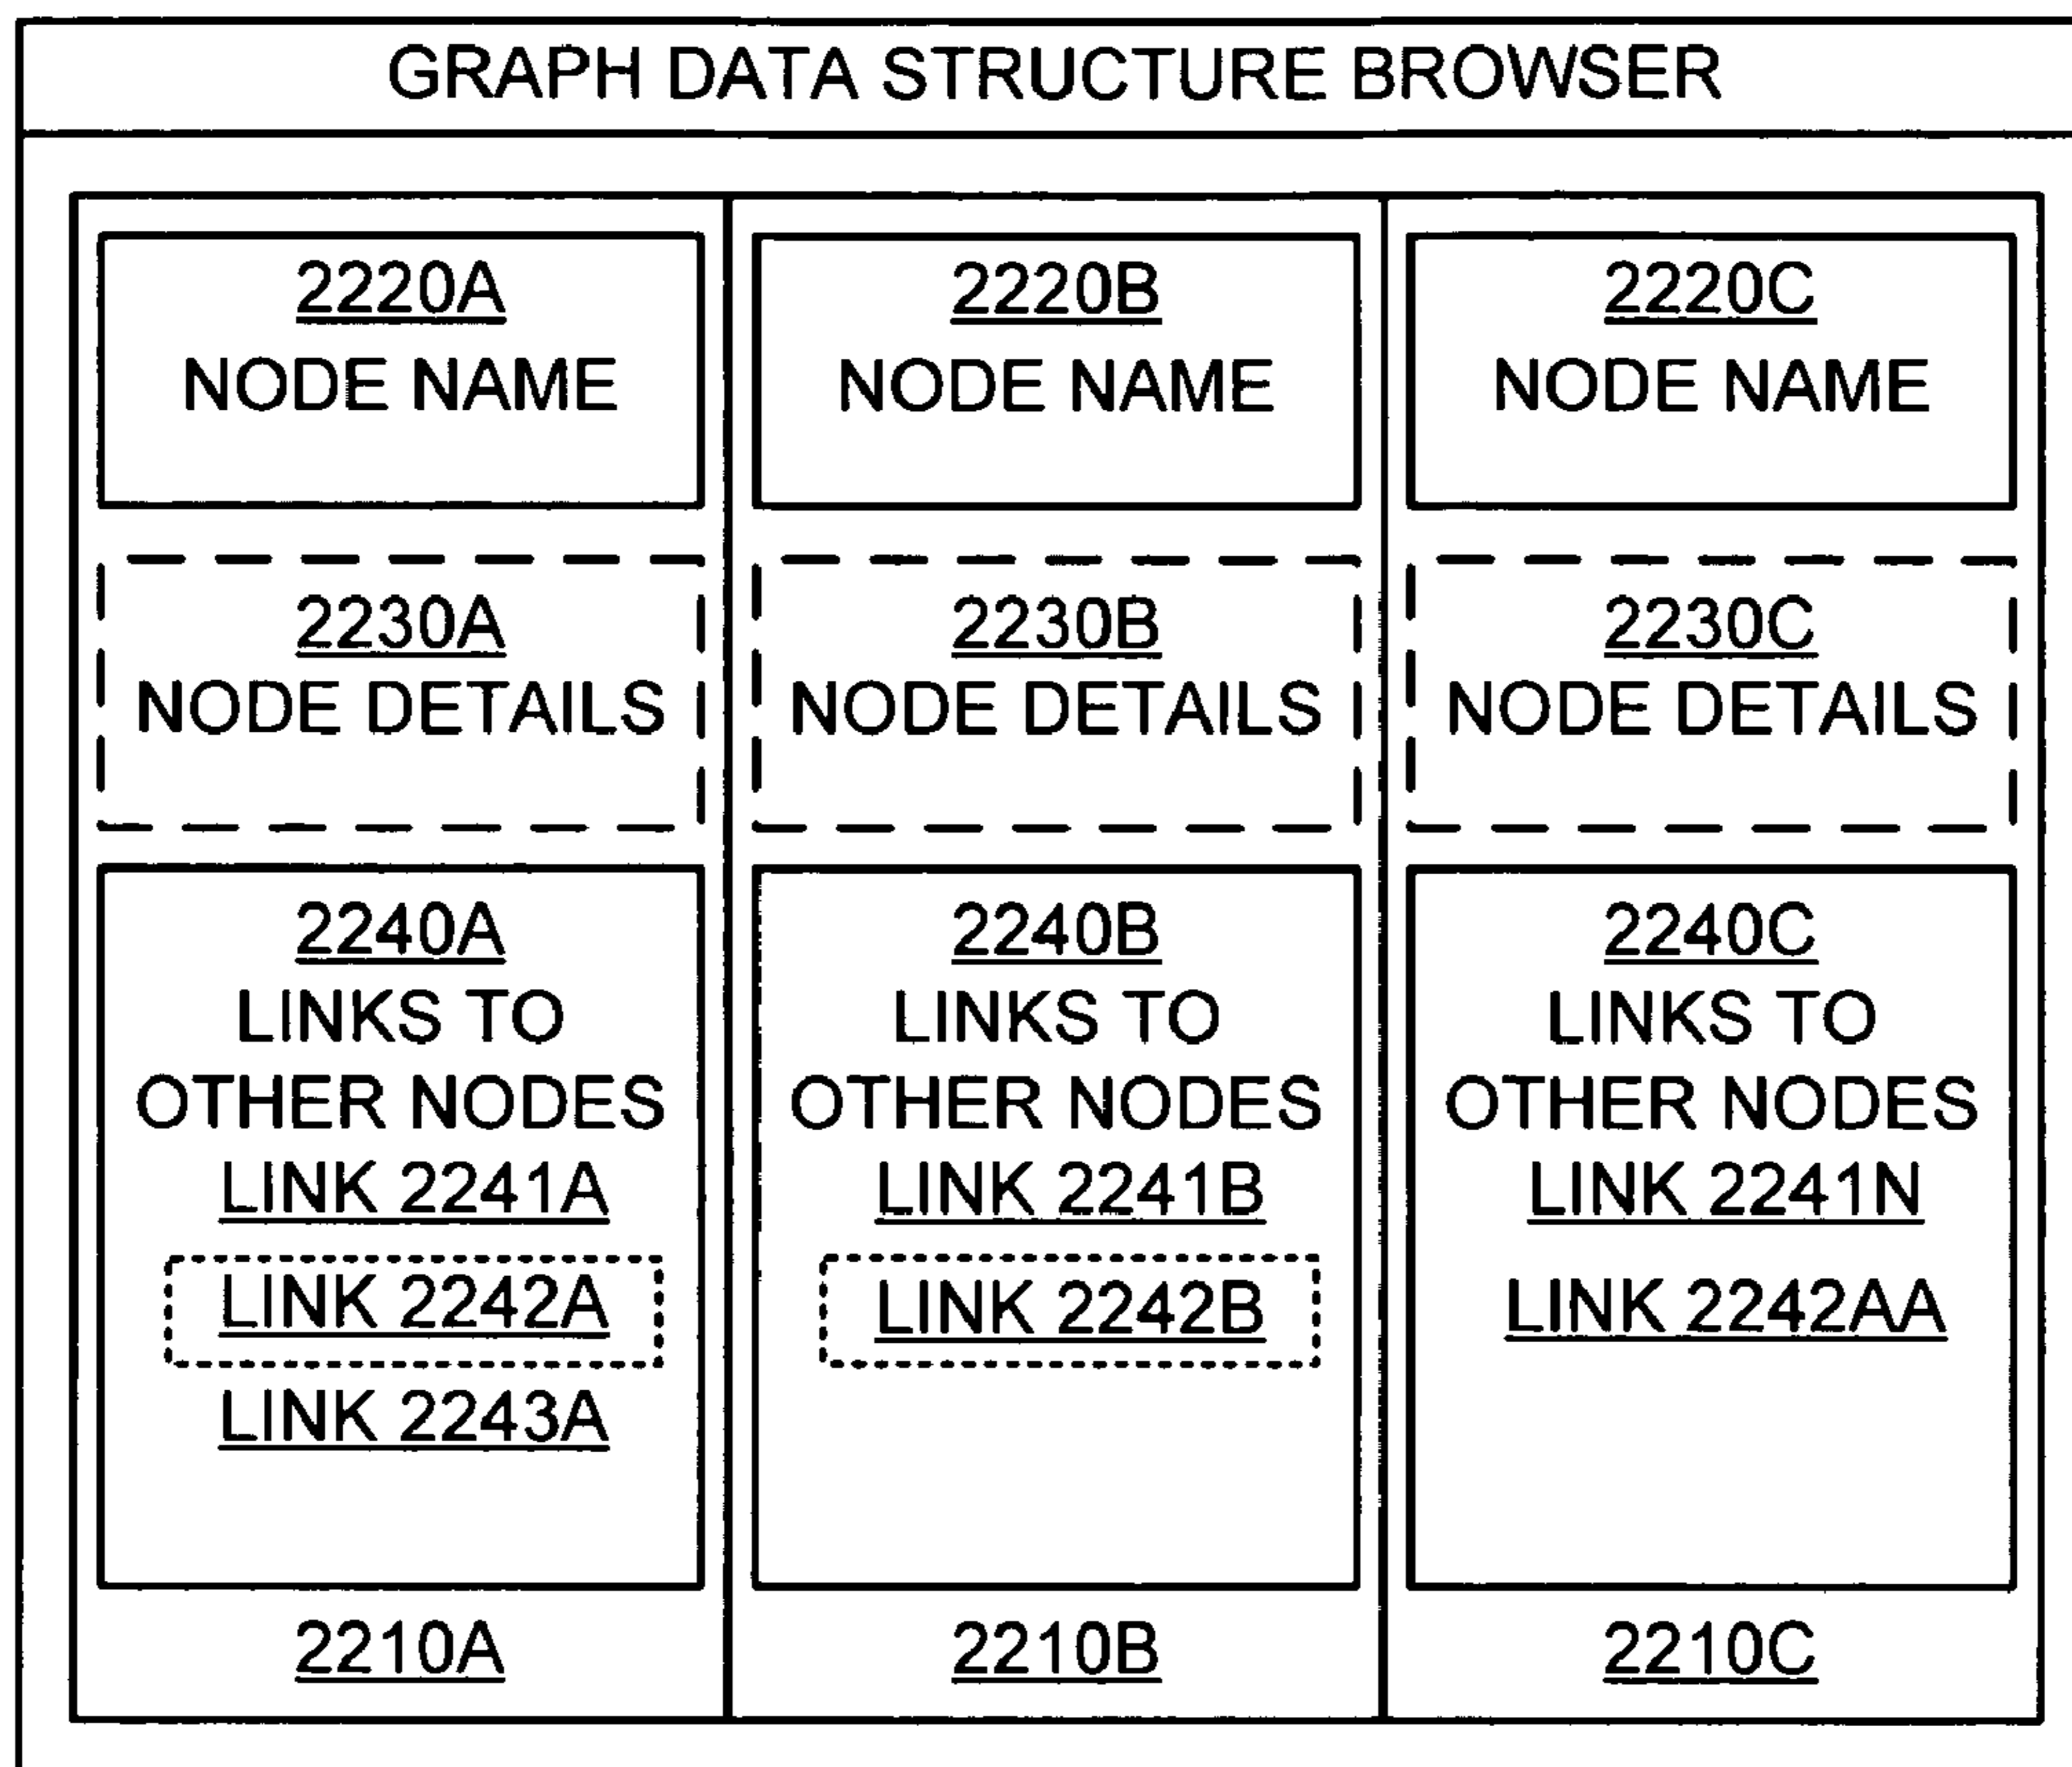 GRAPH DATA STRUCTURE BROWSER
2220A
NODE NAME
2230A
NODE DETAILS
2240A
LINKS TO
OTHER NODES
LINK 2241A
LINK 2242A
LINK 2243A
2210A
2220B
NODE NAME
2230B
NODE DETAILS
2240B
LINKS TO
OTHER NODES
LINK 2241B
LINK 2242B
2210B
2220C
NODE NAME
2230C
NODE DETAILS
2240C
LINKS TO
OTHER NODES
LINK 2241N
LINK 2242AA
2210C